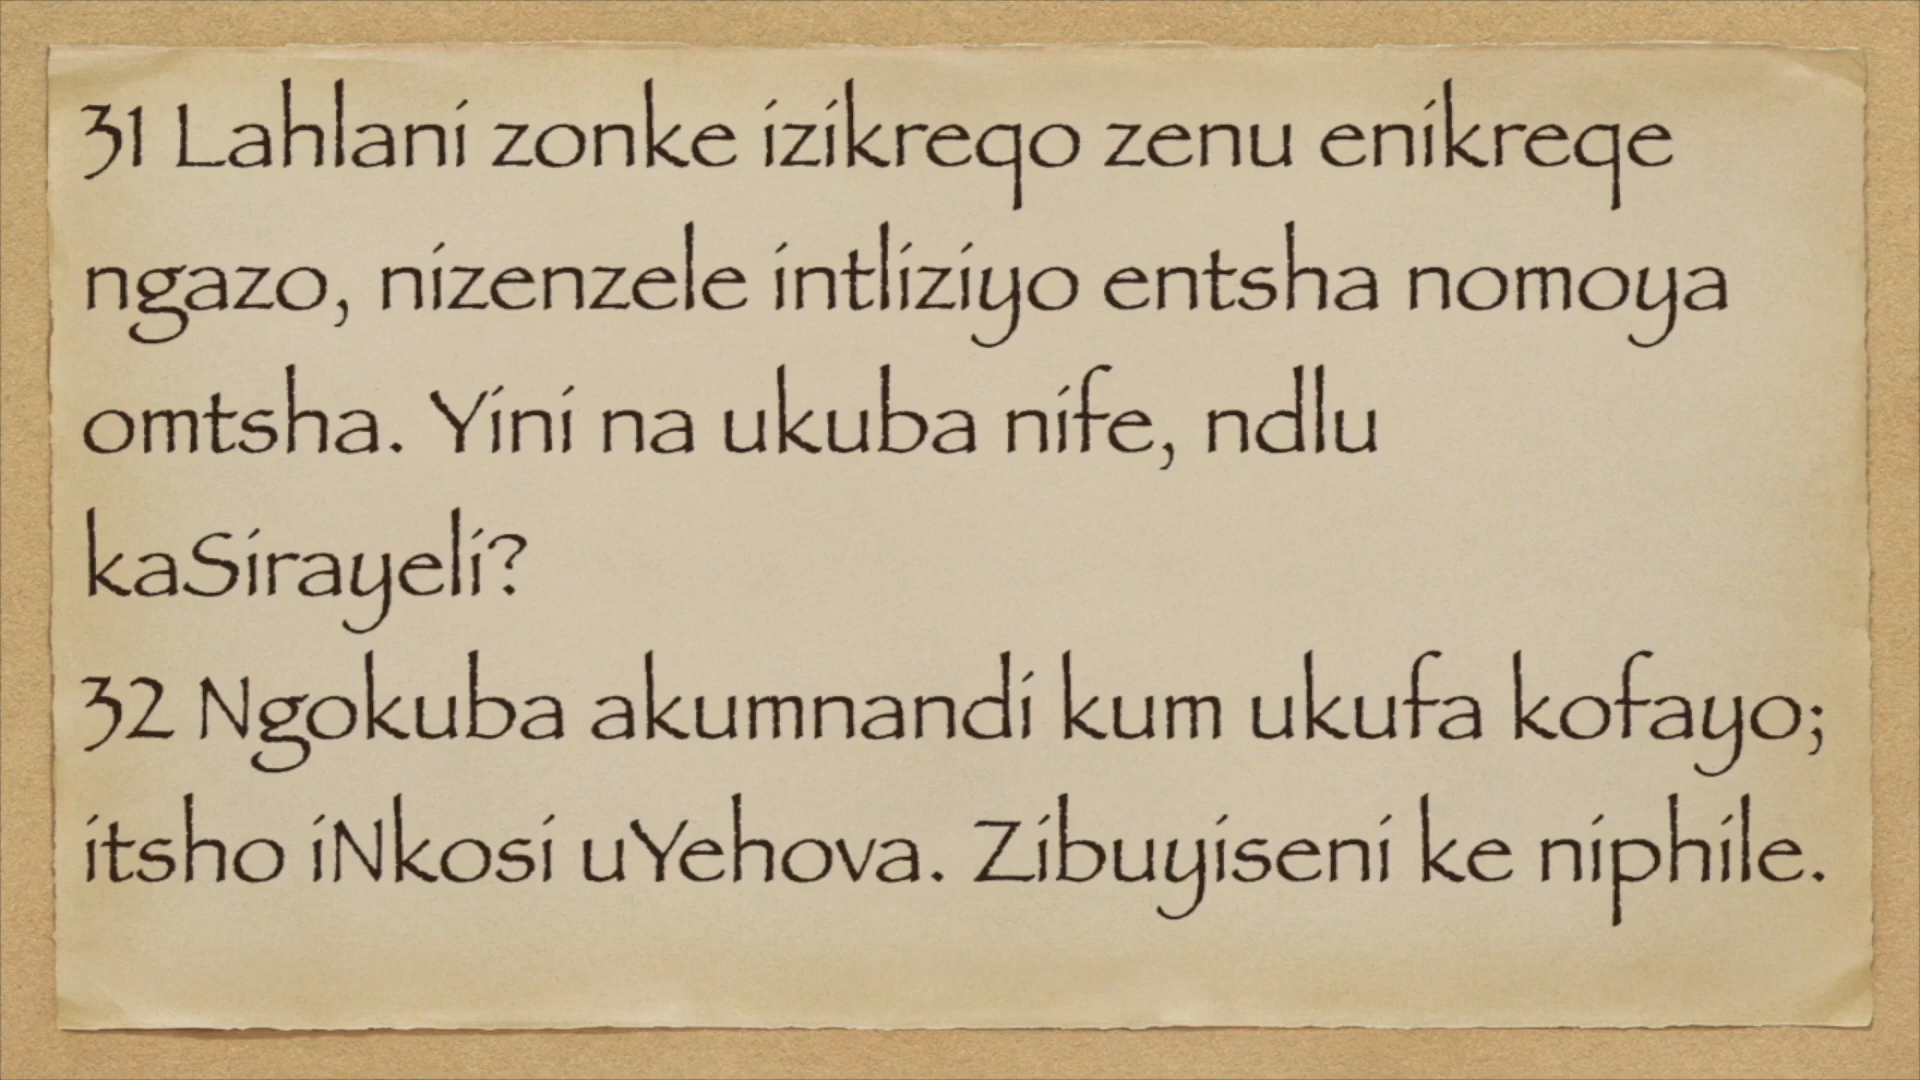 31 Lahlani zonke izikreqo zenu enikreqe
ngazo, nizenzele intliziyo entsha nomoya
omtsha. Yini na ukuba nife, ndlu
kaSirayeli?
32 Ngokuba akumnandi kum ukufa kofayo;
itsho iNkosi uYehova. Zibuyiseni ke niphile.